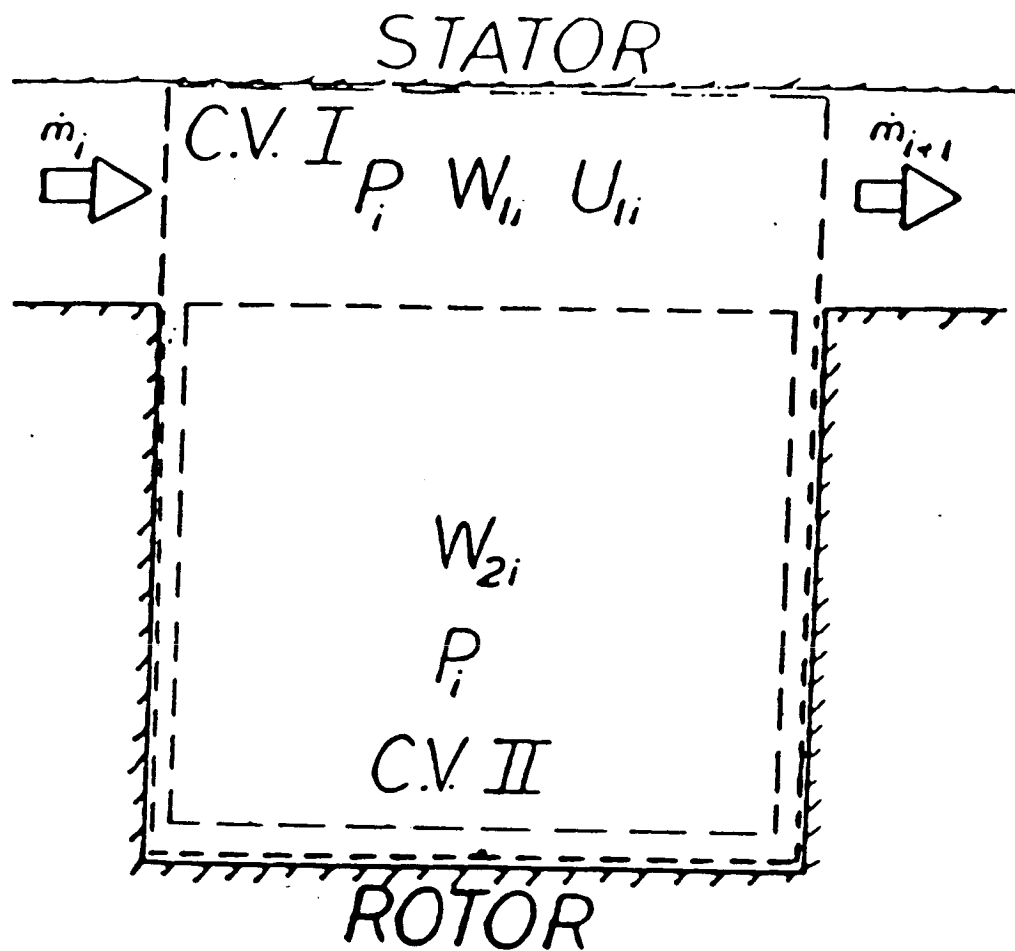 STATOR
ṁi C.V. I ṁi+1
Pi W1i U1i
W2i
Pi
C.V. II
ROTOR